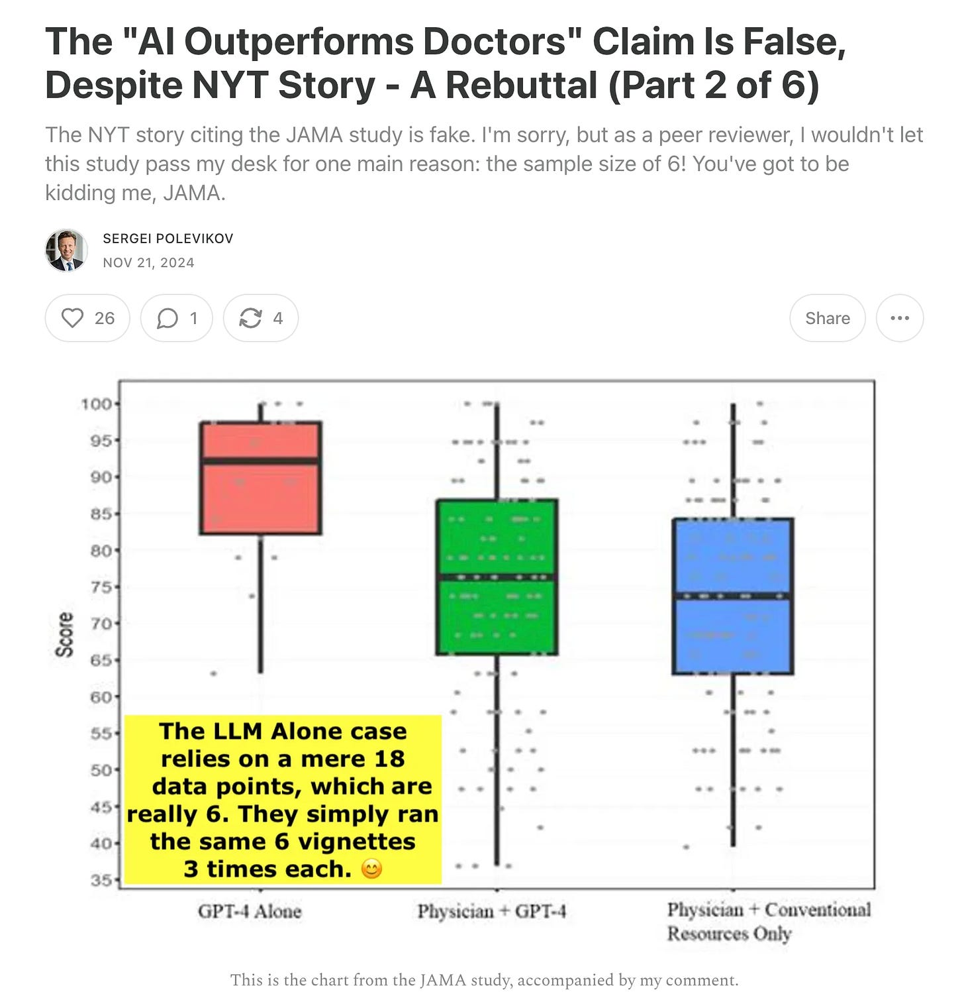 The "AI Outperforms Doctors" Claim Is False,
Despite NYT Story - A Rebuttal (Part 2 of 6)
The NYT story citing the JAMA study is fake. I'm sorry, but as a peer reviewer, I wouldn't let
this study pass my desk for one main reason: the sample size of 6! You've got to be
kidding me, JAMA.
SERGEI POLEVIKOV
NOV 21, 2024
26
1
4
Share
100
95
90
85
80
75
70
65
60
55
50
45
40
35
Score
The LLM Alone case
relies on a mere 18
data points, which are
really 6. They simply ran
the same 6 vignettes
3 times each. 😊
GPT-4 Alone
Physician + GPT-4
Physician + Conventional
Resources Only
This is the chart from the JAMA study, accompanied by my comment.